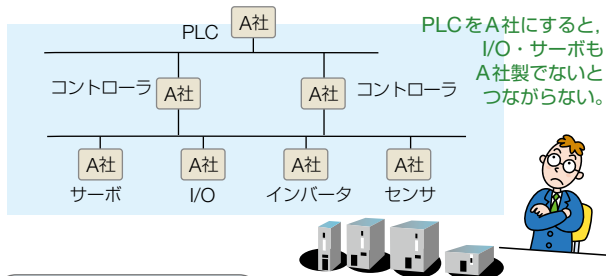 PLC A社
PLCをA社にすると,
I/O・サーボも
A社製でないと
つながらない。
コントローラ A社 A社 コントローラ
A社 A社 A社 A社
サーボ I/O インバータ センサ